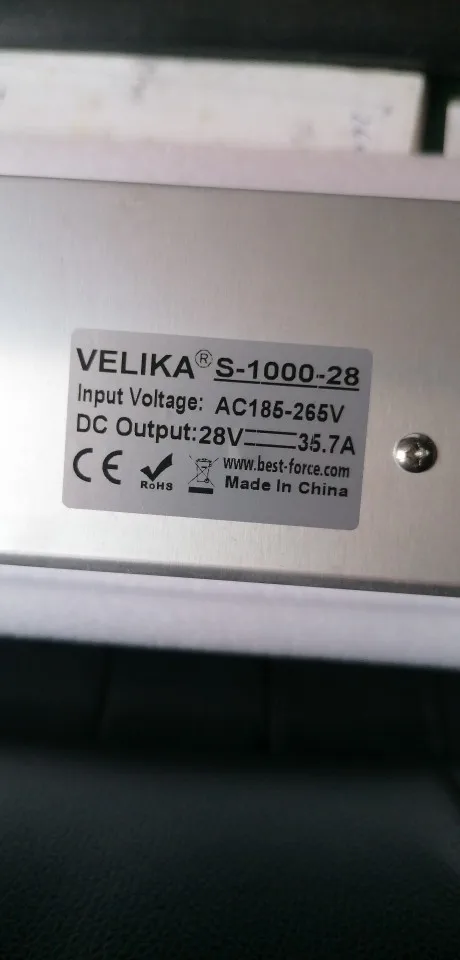 VELIKA® S-1000-28
Input Voltage: AC185-265V
DC Output:28V⎓35.7A
CE RoHS www.best-force.com
Made In China